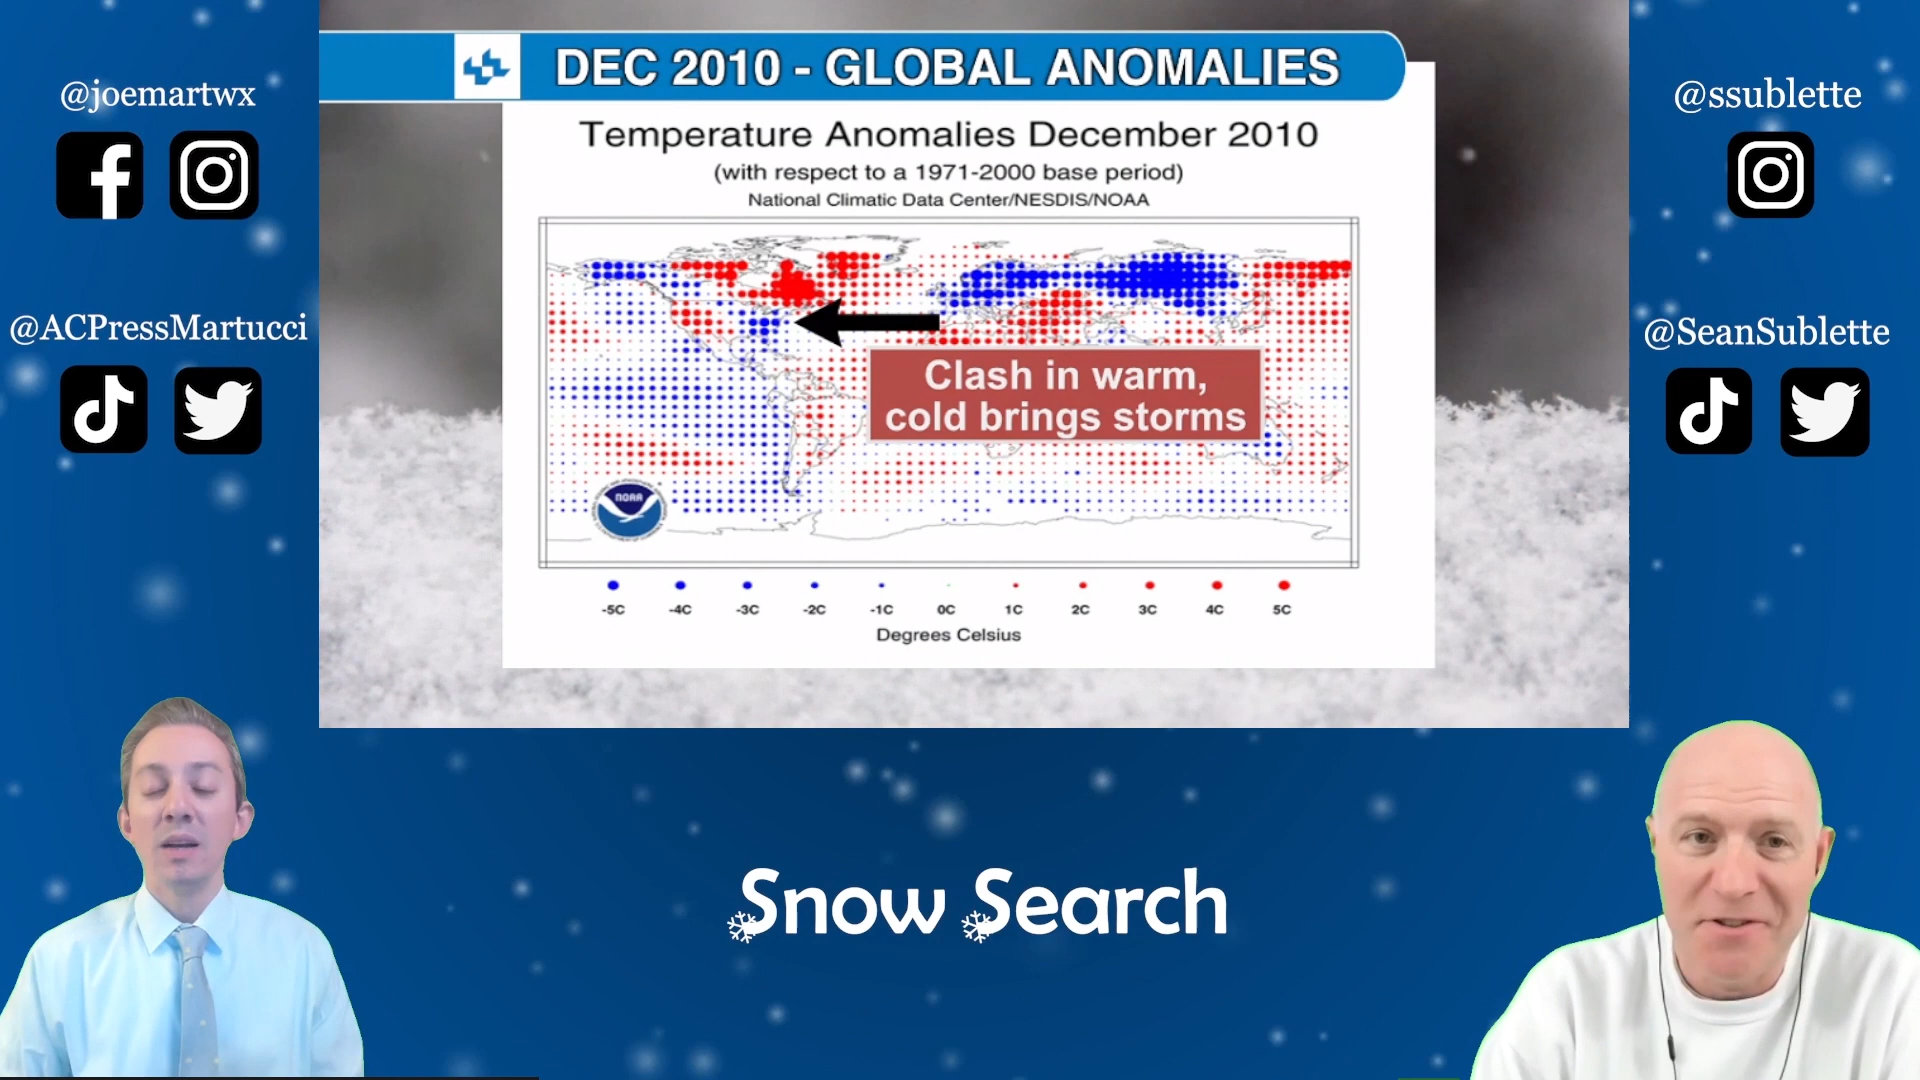 @joemartwx
@ACPressMartucci
DEC 2010 - GLOBAL ANOMALIES
Temperature Anomalies December 2010
(with respect to a 1971-2000 base period)
National Climatic Data Center/NESDIS/NOAA
Clash in warm,
cold brings storms
NOAA
-5C -4C -3C -2C -1C 0C 1C 2C 3C 4C 5C
Degrees Celsius
@ssublette
@SeanSublette
Snow Search